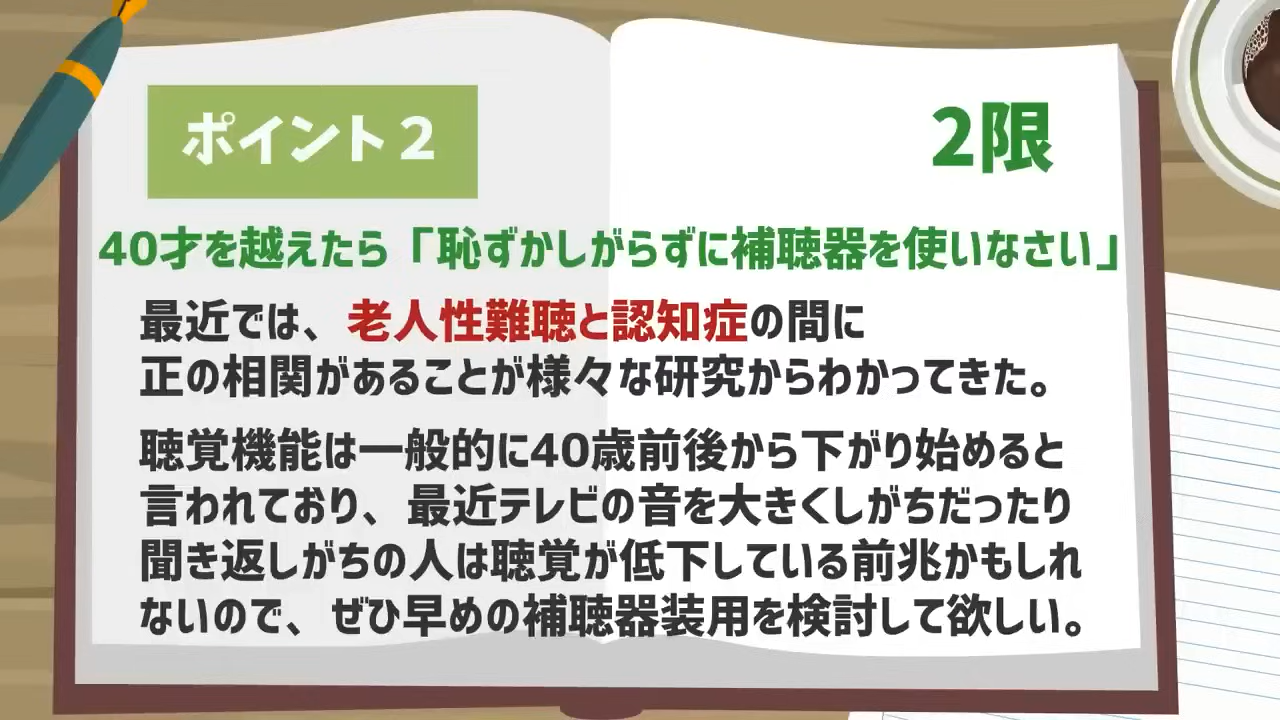 ポイント２
2限
40才を越えたら「恥ずかしがらずに補聴器を使いなさい」
最近では、老人性難聴と認知症の間に
正の相関があることが様々な研究からわかってきた。
聴覚機能は一般的に40歳前後から下がり始めると
言われており、最近テレビの音を大きくしがちだったり
聞き返しがちの人は聴覚が低下している前兆かもしれ
ないので、ぜひ早めの補聴器装用を検討して欲しい。